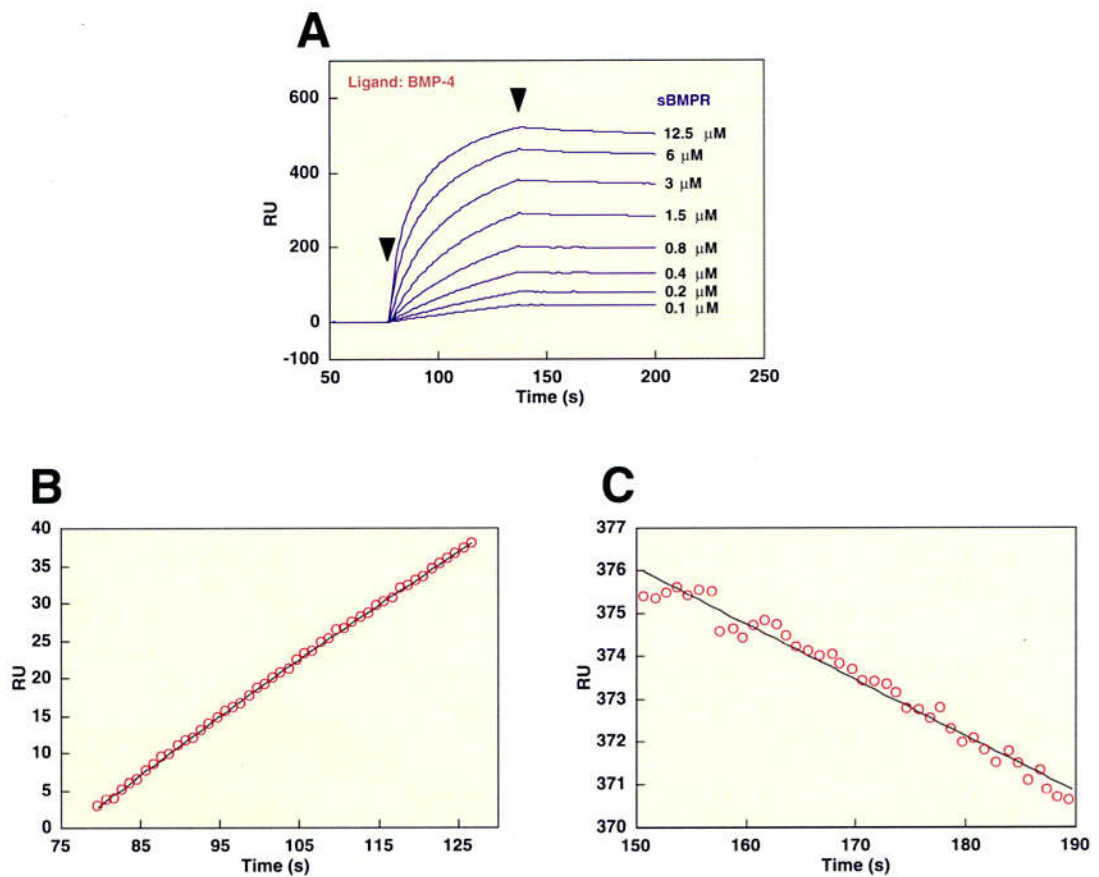 A
Ligand: BMP-4
sBMPR
600
400
200
0
-100
RU
12.5 μM
6 μM
3 μM
1.5 μM
0.8 μM
0.4 μM
0.2 μM
0.1 μM
50 100 150 200 250
Time (s)
B
40
35
30
25
20
15
10
5
0
RU
75 85 95 105 115 125
Time (s)
C
377
376
375
374
373
372
371
370
RU
150 160 170 180 190
Time (s)